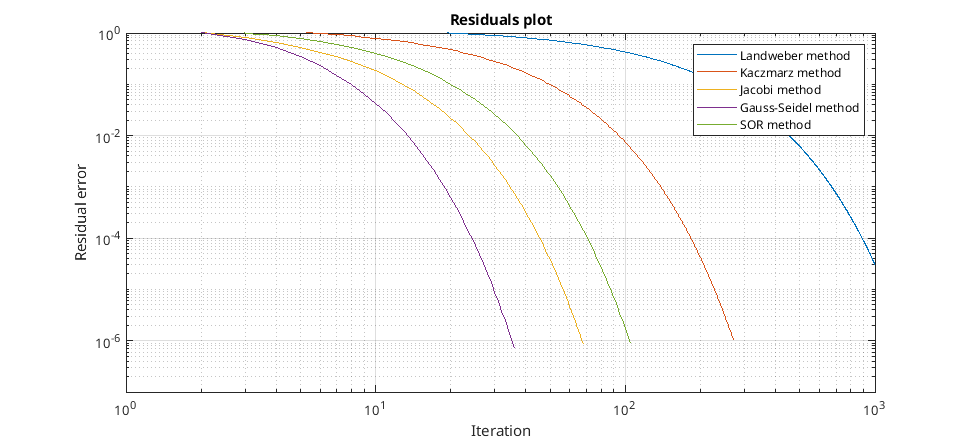 Residuals plot
10^0
10^-2
10^-4
10^-6
Residual error
Landweber method
Kaczmarz method
Jacobi method
Gauss-Seidel method
SOR method
10^0 10^1 10^2 10^3
Iteration